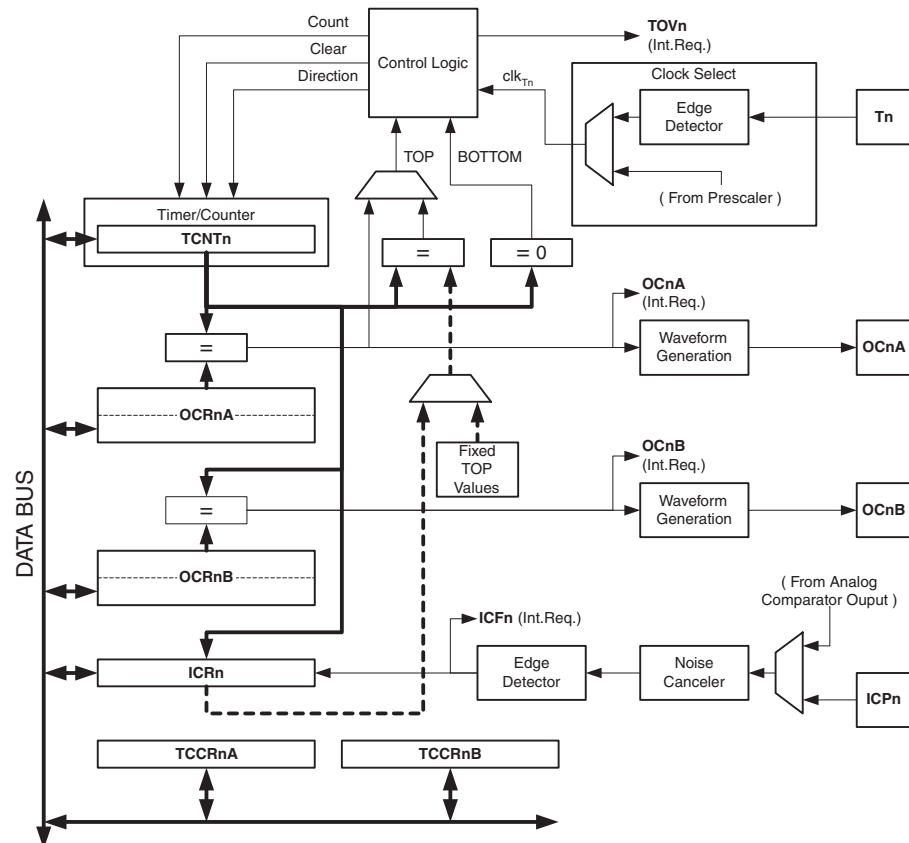 Count
Clear
Direction
Control Logic
TOVn
(Int.Req.)
clkTn
Clock Select
Edge
Detector
Tn
( From Prescaler )
TOP
BOTTOM
Timer/Counter
TCNTn
=
= 0
OCnA
(Int.Req.)
=
Waveform
Generation
OCnA
OCRnA
Fixed
TOP
Values
OCnB
(Int.Req.)
=
Waveform
Generation
OCnB
DATA BUS
OCRnB
( From Analog
Comparator Ouput )
ICFn (Int.Req.)
ICRn
Edge
Detector
Noise
Canceler
ICPn
TCCRnA
TCCRnB